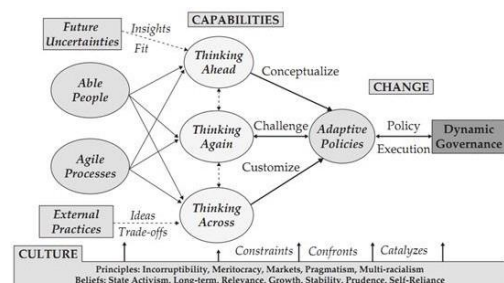 CAPABILITIES
Future
Uncertainties
Insights
Fit
Thinking
Ahead
Conceptualize
CHANGE
Able
People
Thinking
Again
Challenge
Adaptive
Policies
Policy
Execution
Dynamic
Governance
Agile
Processes
Customize
External
Practices
Ideas
Trade-offs
Thinking
Across
CULTURE
Constraints
Confronts
Catalyzes
Principles: Incorruptibility, Meritocracy, Markets, Pragmatism, Multi-racialism
Beliefs: State Activism, Long-term, Relevance, Growth, Stability, Prudence, Self-Reliance